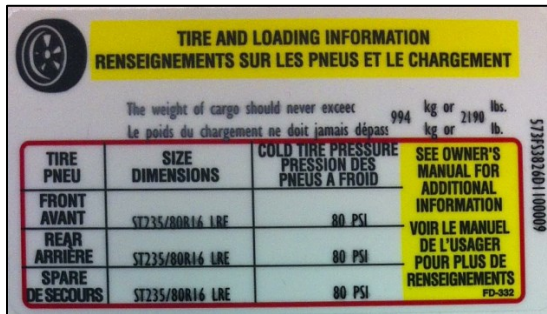 TIRE AND LOADING INFORMATION
RENSEIGNEMENTS SUR LES PNEUS ET LE CHARGEMENT
The weight of cargo should never exceec 994 kg or 2190 lbs.
Le poids du chargement ne doit jamais dépass kg or lb.
TIRE
PNEU
SIZE
DIMENSIONS
COLD TIRE PRESSURE
PRESSION DES
PNEUS A FROID
SEE OWNER'S
MANUAL FOR
ADDITIONAL
INFORMATION
VOIR LE MANUEL
DE L'USAGER
POUR PLUS DE
RENSEIGNEMENTS
FD-332
FRONT
AVANT
ST235/80R16 LRE 80 PSI
REAR
ARRIÈRE
ST235/80R16 LRE 80 PSI
SPARE
DE SECOURS
ST235/80R16 LRE 80 PSI